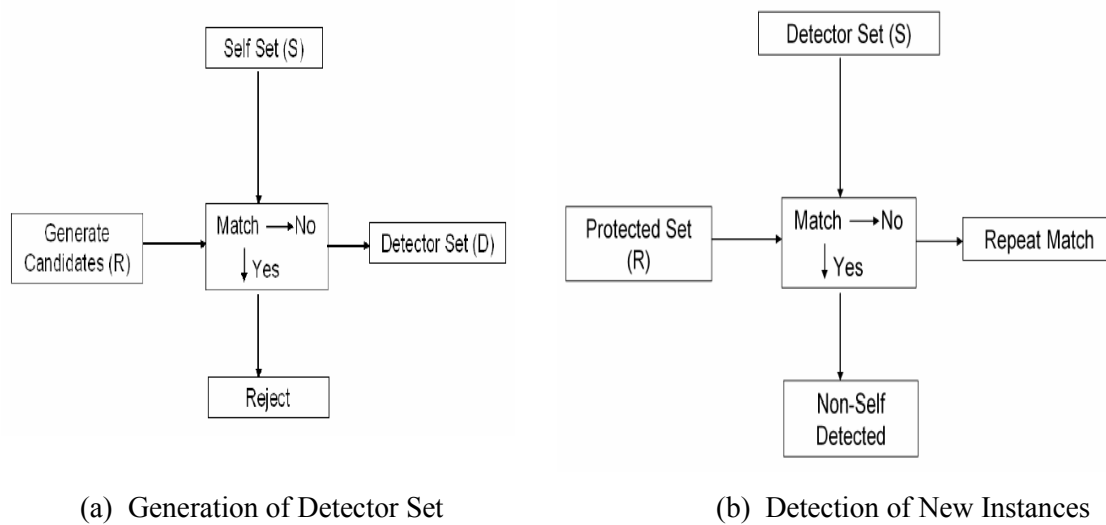 Self Set (S)
Generate
Candidates (R)
Match No
Yes
Detector Set (D)
Reject
(a) Generation of Detector Set
Detector Set (S)
Protected Set
(R)
Match No
Yes
Repeat Match
Non-Self
Detected
(b) Detection of New Instances